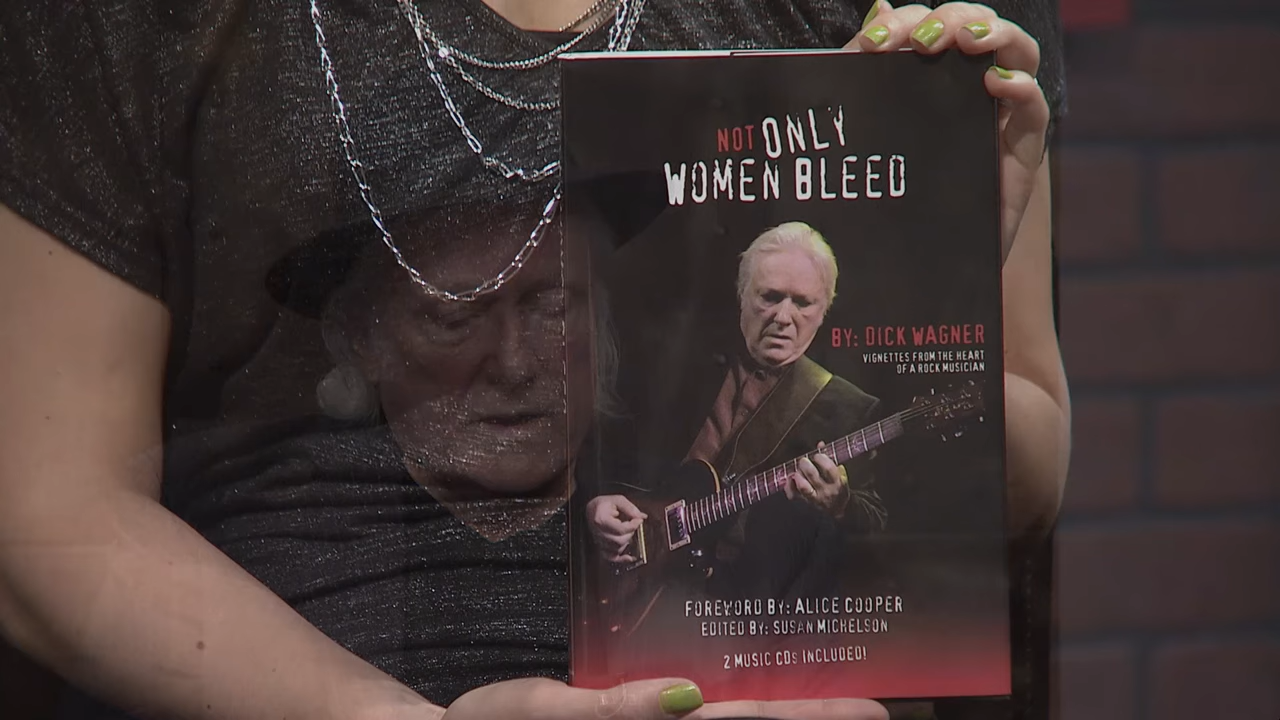 NOT ONLY
WOMEN BLEED
BY: DICK WAGNER
VIGNETTES FROM THE HEART
OF A ROCK MUSICIAN
FOREWORD BY: ALICE COOPER
EDITED BY: SUSAN MICHELSON
2 MUSIC CDs INCLUDED!